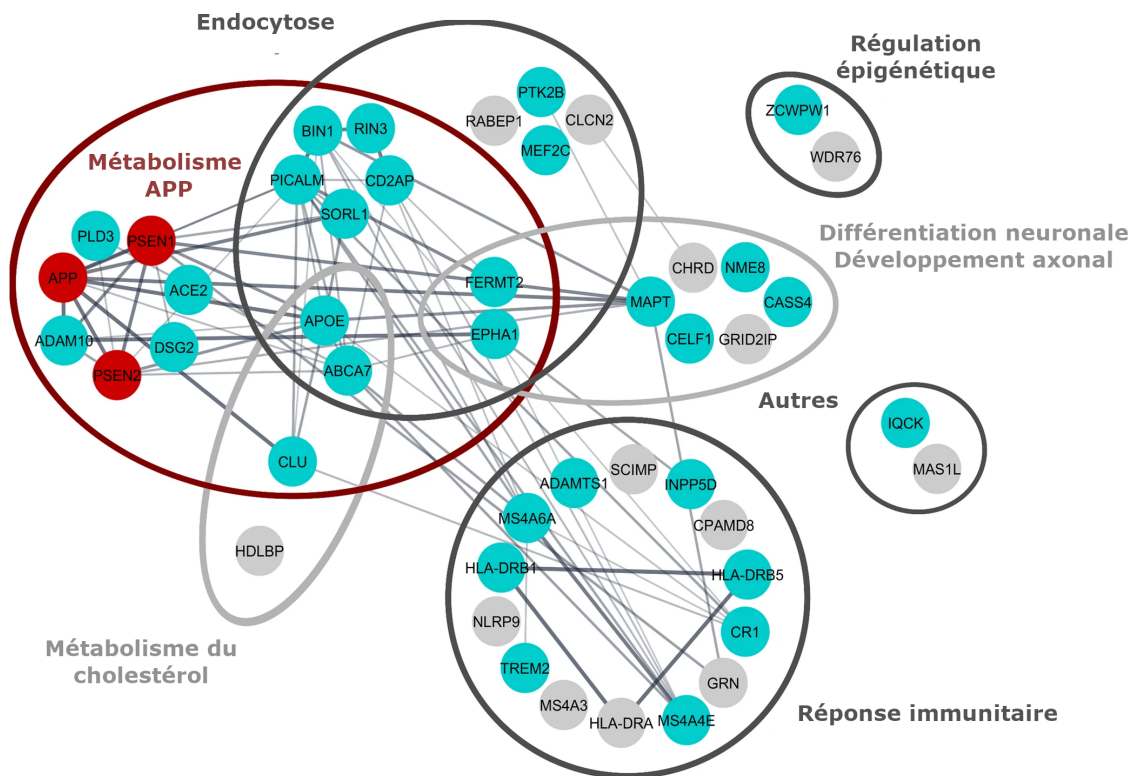 Endocytose
Régulation
épigénétique
Métabolisme
APP
Différentiation neuronale
Développement axonal
Autres
Métabolisme du
cholestérol
Réponse immunitaire
PTK2B
RABEP1
CLCN2
MEF2C
ZCWPW1
WDR76
BIN1
RIN3
PICALM
CD2AP
SORL1
PLD3
PSEN1
APP
ACE2
ADAM10
DSG2
PSEN2
APOE
ABCA7
CLU
HDLBP
FERMT2
EPHA1
MAPT
CHRD
NME8
CASS4
CELF1
GRID2IP
IQCK
MAS1L
SCIMP
ADAMTS1
INPP5D
MS4A6A
CPAMD8
HLA-DRB1
HLA-DRB5
NLRP9
CR1
TREM2
GRN
MS4A3
HLA-DRA
MS4A4E